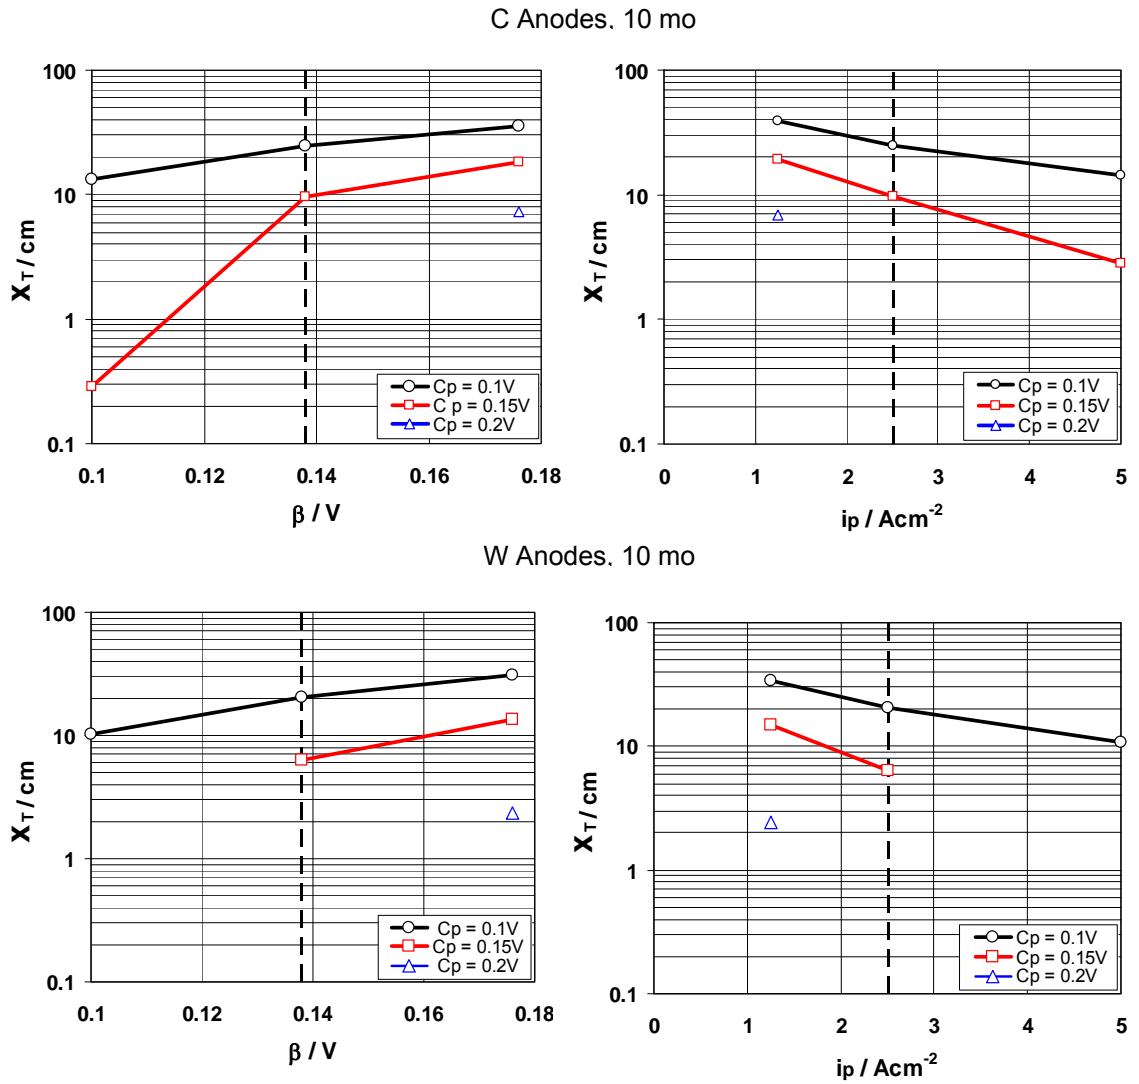 C Anodes, 10 mo
100
10
1
0.1
X T / cm
0.1 0.12 0.14 0.16 0.18
β / V
Cp = 0.1V
C p = 0.15V
Cp = 0.2V
100
10
1
0.1
X T / cm
0 1 2 3 4 5
ip / Acm-2
Cp = 0.1V
Cp = 0.15V
Cp = 0.2V
W Anodes, 10 mo
100
10
1
0.1
X T / cm
0.1 0.12 0.14 0.16 0.18
β / V
Cp = 0.1V
Cp = 0.15V
Cp = 0.2V
100
10
1
0.1
X T / cm
0 1 2 3 4 5
ip / Acm-2
Cp = 0.1V
Cp = 0.15V
Cp = 0.2V